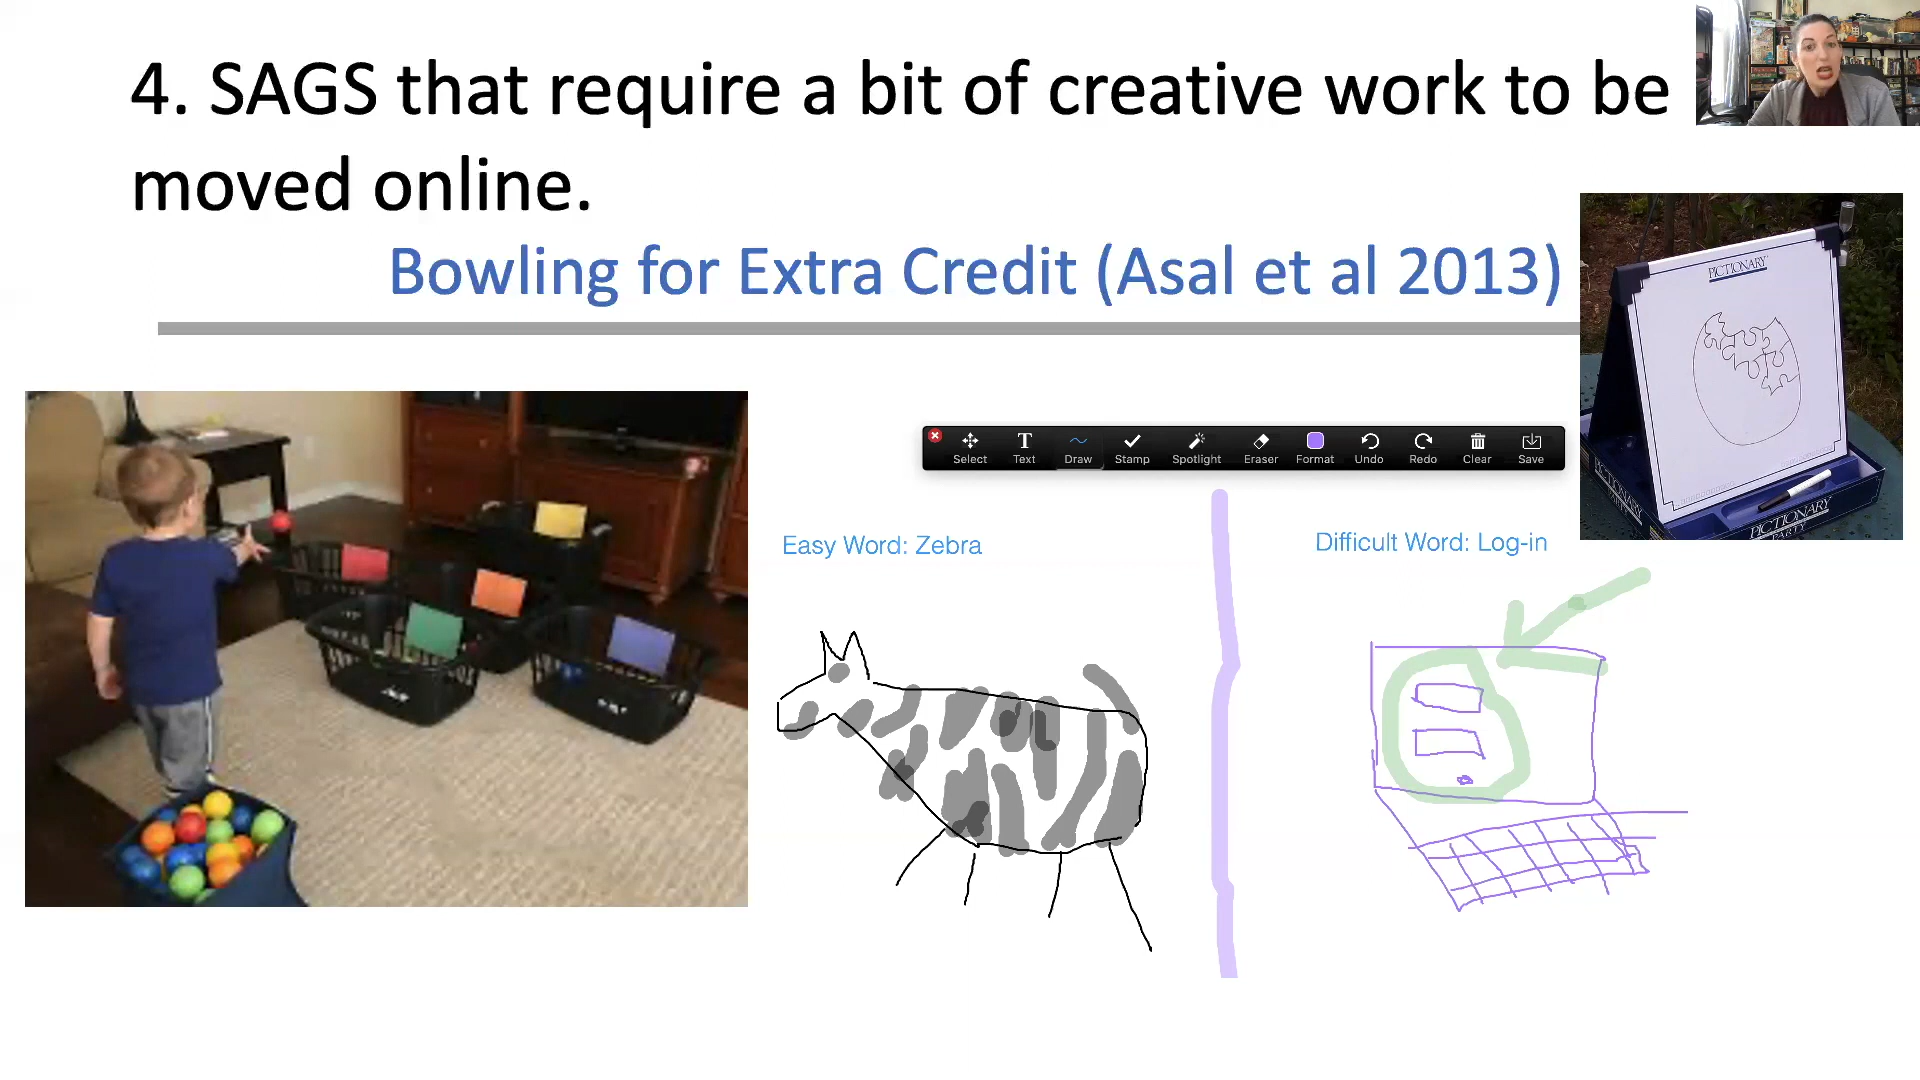 4. SAGS that require a bit of creative work to be
moved online.
Bowling for Extra Credit (Asal et al 2013)
PICTIONARY
Select Text Draw Stamp Spotlight Eraser Format Undo Redo Clear Save
PICTIONARY
PARTY
Easy Word: Zebra
Difficult Word: Log-in